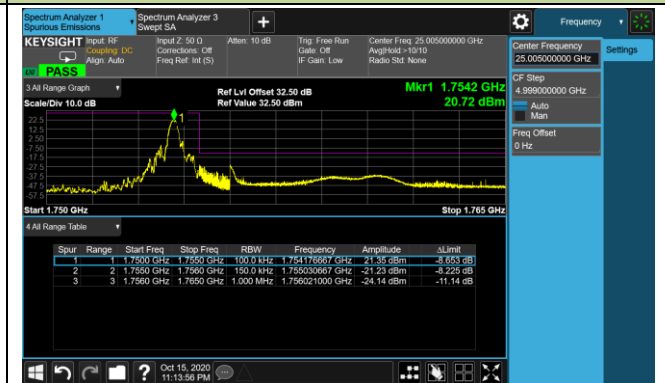 Spectrum Analyzer 1
Spurious Emissions
Spectrum Analyzer 3
Swept SA
Frequency
KEYSIGHT
Input: RF
Coupling: DC
Align: Auto
Input Z: 50 Ω
Corrections: Off
Freq Ref: Int (S)
Atten: 10 dB
Trig: Free Run
Gate: Off
IF Gain: Low
Center Freq: 25.005000000 GHz
Avg|Hold:>10/10
Radio Std: None
PASS
Center Frequency
25.005000000 GHz
Settings
CF Step
4.999000000 GHz
Auto
Man
Freq Offset
0 Hz
3 All Range Graph
Scale/Div 10.0 dB
Ref Lvl Offset 32.50 dB
Ref Value 32.50 dBm
Mkr1 1.7542 GHz
20.72 dBm
1
22.5
12.5
2.50
-7.50
-17.5
-27.5
-37.5
-47.5
-57.5
Start 1.750 GHz
Stop 1.765 GHz
4 All Range Table
Spur Range Start Freq Stop Freq RBW Frequency Amplitude ΔLimit
1 1 1.7500 GHz 1.7550 GHz 100.0 kHz 1.754176667 GHz 21.35 dBm -8.653 dB
2 2 1.7550 GHz 1.7560 GHz 150.0 kHz 1.755030667 GHz -21.23 dBm -8.225 dB
3 3 1.7560 GHz 1.7650 GHz 1.000 MHz 1.756021000 GHz -24.14 dBm -11.14 dB
Oct 15, 2020
11:13:56 PM